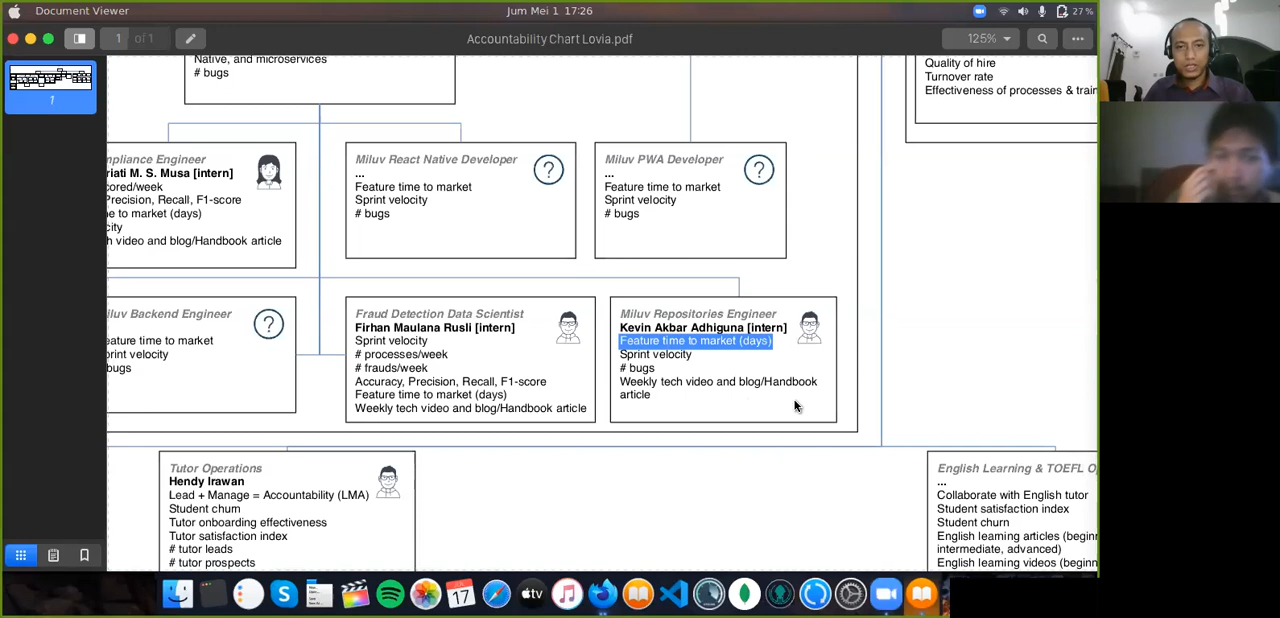 Document Viewer
Jum Mei 1 17:26
27 %
1 of 1
Accountability Chart Lovia.pdf
125%
1
Native, and microservices
# bugs
Quality of hire
Turnover rate
Effectiveness of processes & train
mpliance Engineer
riati M. S. Musa [intern]
cored/week
Precision, Recall, F1-score
e to market (days)
city
h video and blog/Handbook article
Miluv React Native Developer
...
Feature time to market
Sprint velocity
# bugs
?
Miluv PWA Developer
...
Feature time to market
Sprint velocity
# bugs
?
iluv Backend Engineer
eature time to market
print velocity
bugs
?
Fraud Detection Data Scientist
Firhan Maulana Rusli [intern]
Sprint velocity
# processes/week
# frauds/week
Accuracy, Precision, Recall, F1-score
Feature time to market (days)
Weekly tech video and blog/Handbook article
Miluv Repositories Engineer
Kevin Akbar Adhiguna [intern]
Feature time to market (days)
Sprint velocity
# bugs
Weekly tech video and blog/Handbook
article
Tutor Operations
Hendy Irawan
Lead + Manage = Accountability (LMA)
Student churn
Tutor onboarding effectiveness
Tutor satisfaction index
# tutor leads
# tutor prospects
English Learning & TOEFL O
...
Collaborate with English tutor
Student satisfaction index
Student churn
English learning articles (begin
intermediate, advanced)
English learning videos (beginn
tv
17